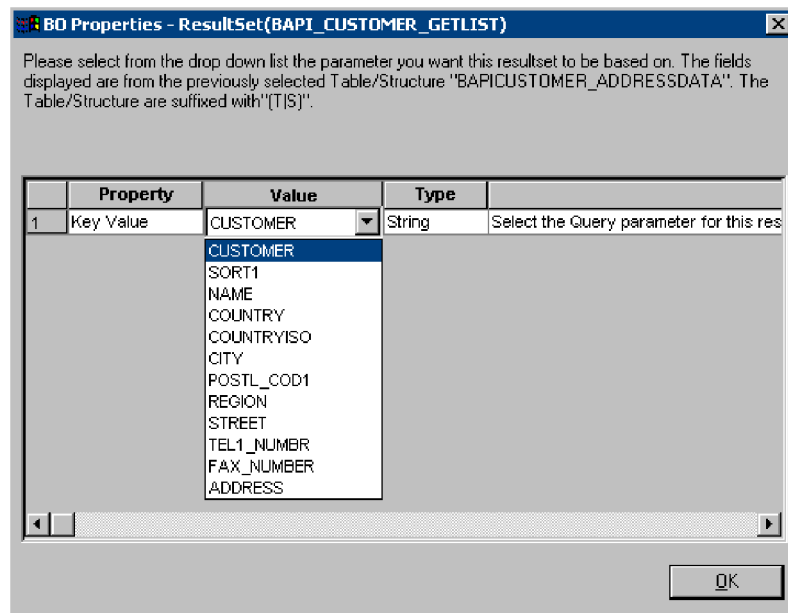 BO Properties - ResultSet(BAPI_CUSTOMER_GETLIST)
Please select from the drop down list the parameter you want this resultset to be based on. The fields
displayed are from the previously selected Table/Structure "BAPICUSTOMER_ADDRESSDATA". The
Table/Structure are suffixed with"(T|S)".
Property Value Type
1 Key Value CUSTOMER String Select the Query parameter for this res
CUSTOMER
SORT1
NAME
COUNTRY
COUNTRYISO
CITY
POSTL_COD1
REGION
STREET
TEL1_NUMBR
FAX_NUMBER
ADDRESS
OK